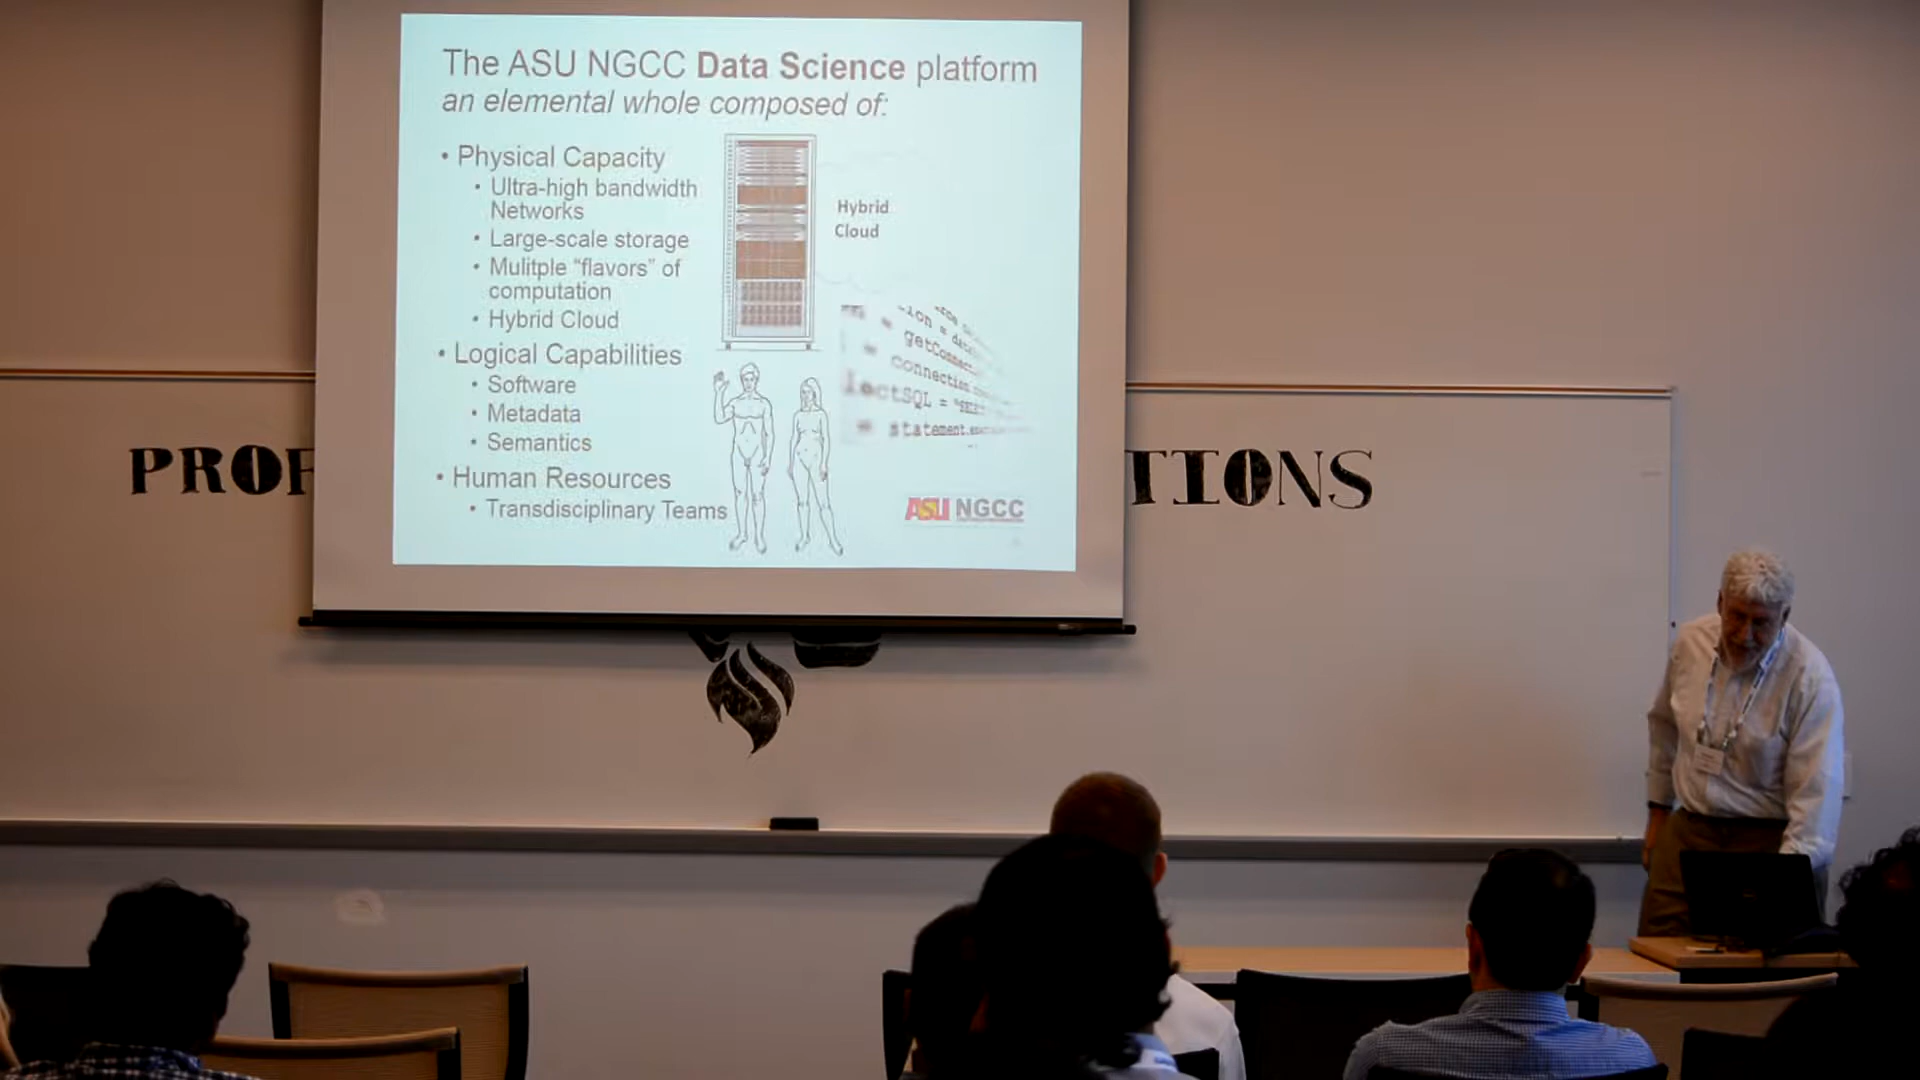 The ASU NGCC Data Science platform
an elemental whole composed of:
• Physical Capacity
• Ultra-high bandwidth
Networks
• Large-scale storage
• Mulitple “flavors” of
computation
• Hybrid Cloud
• Logical Capabilities
• Software
• Metadata
• Semantics
• Human Resources
• Transdisciplinary Teams
Hybrid
Cloud
getConnec
connection
lectSQL = "SELE
= statement.
ASU NGCC
PROF
TIONS